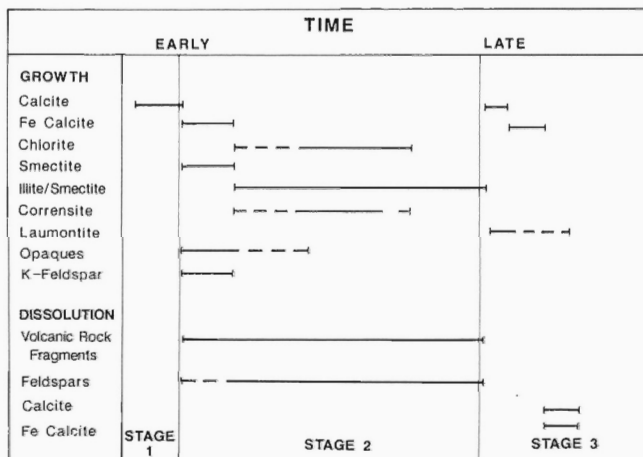 TIME
EARLY LATE
GROWTH
Calcite
Fe Calcite
Chlorite
Smectite
Illite/Smectite
Corrensite
Laumontite
Opaques
K-Feldspar
DISSOLUTION
Volcanic Rock
Fragments
Feldspars
Calcite
Fe Calcite
STAGE
1
STAGE 2
STAGE 3